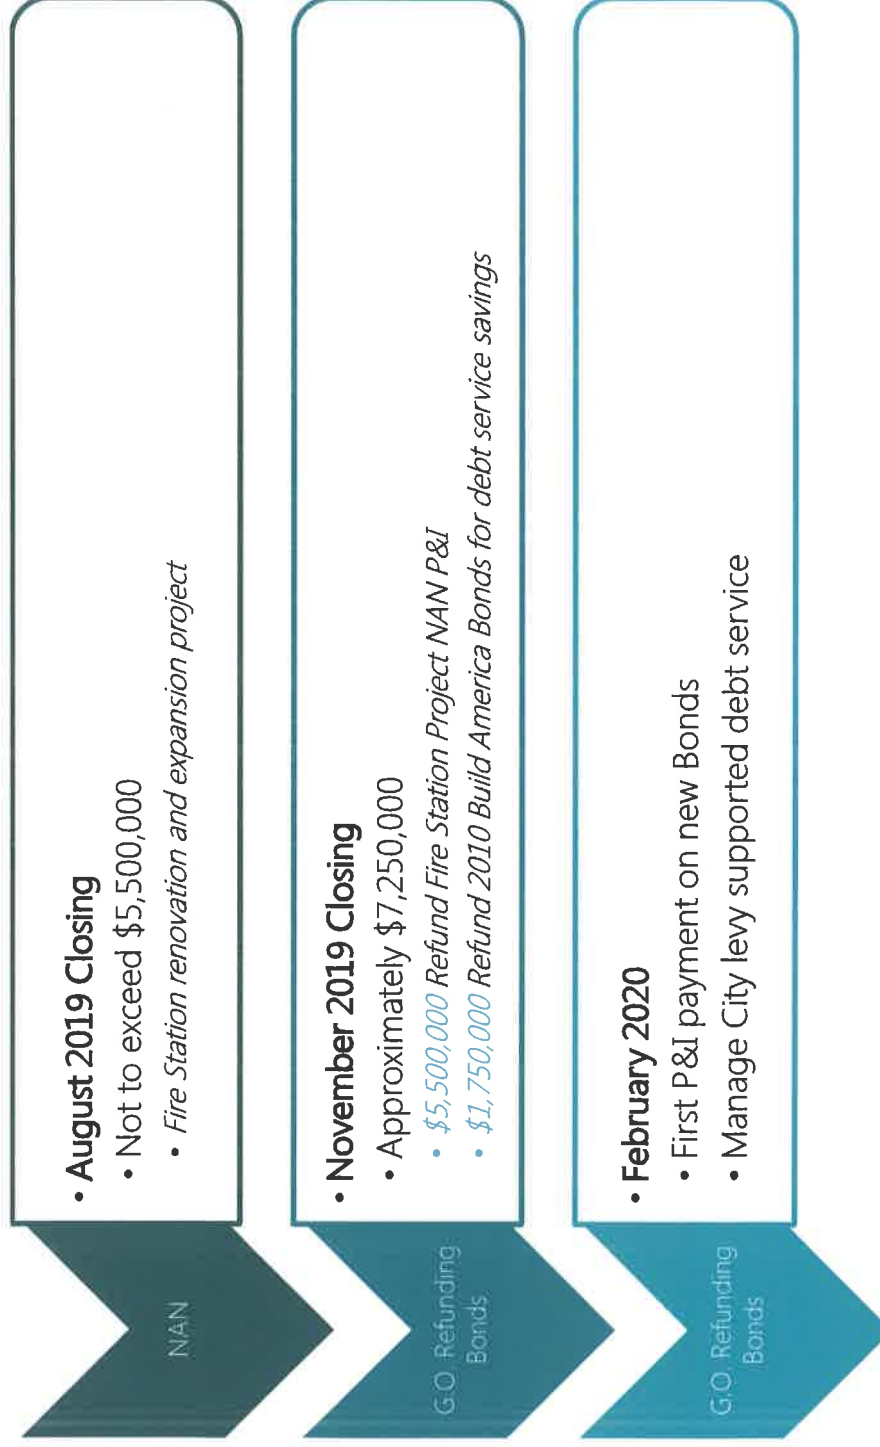 NAN
• August 2019 Closing
• Not to exceed $5,500,000
• Fire Station renovation and expansion project
G.O. Refunding
Bonds
• November 2019 Closing
• Approximately $7,250,000
• $5,500,000 Refund Fire Station Project NAN P&I
• $1,750,000 Refund 2010 Build America Bonds for debt service savings
G.O. Refunding
Bonds
• February 2020
• First P&I payment on new Bonds
• Manage City levy supported debt service